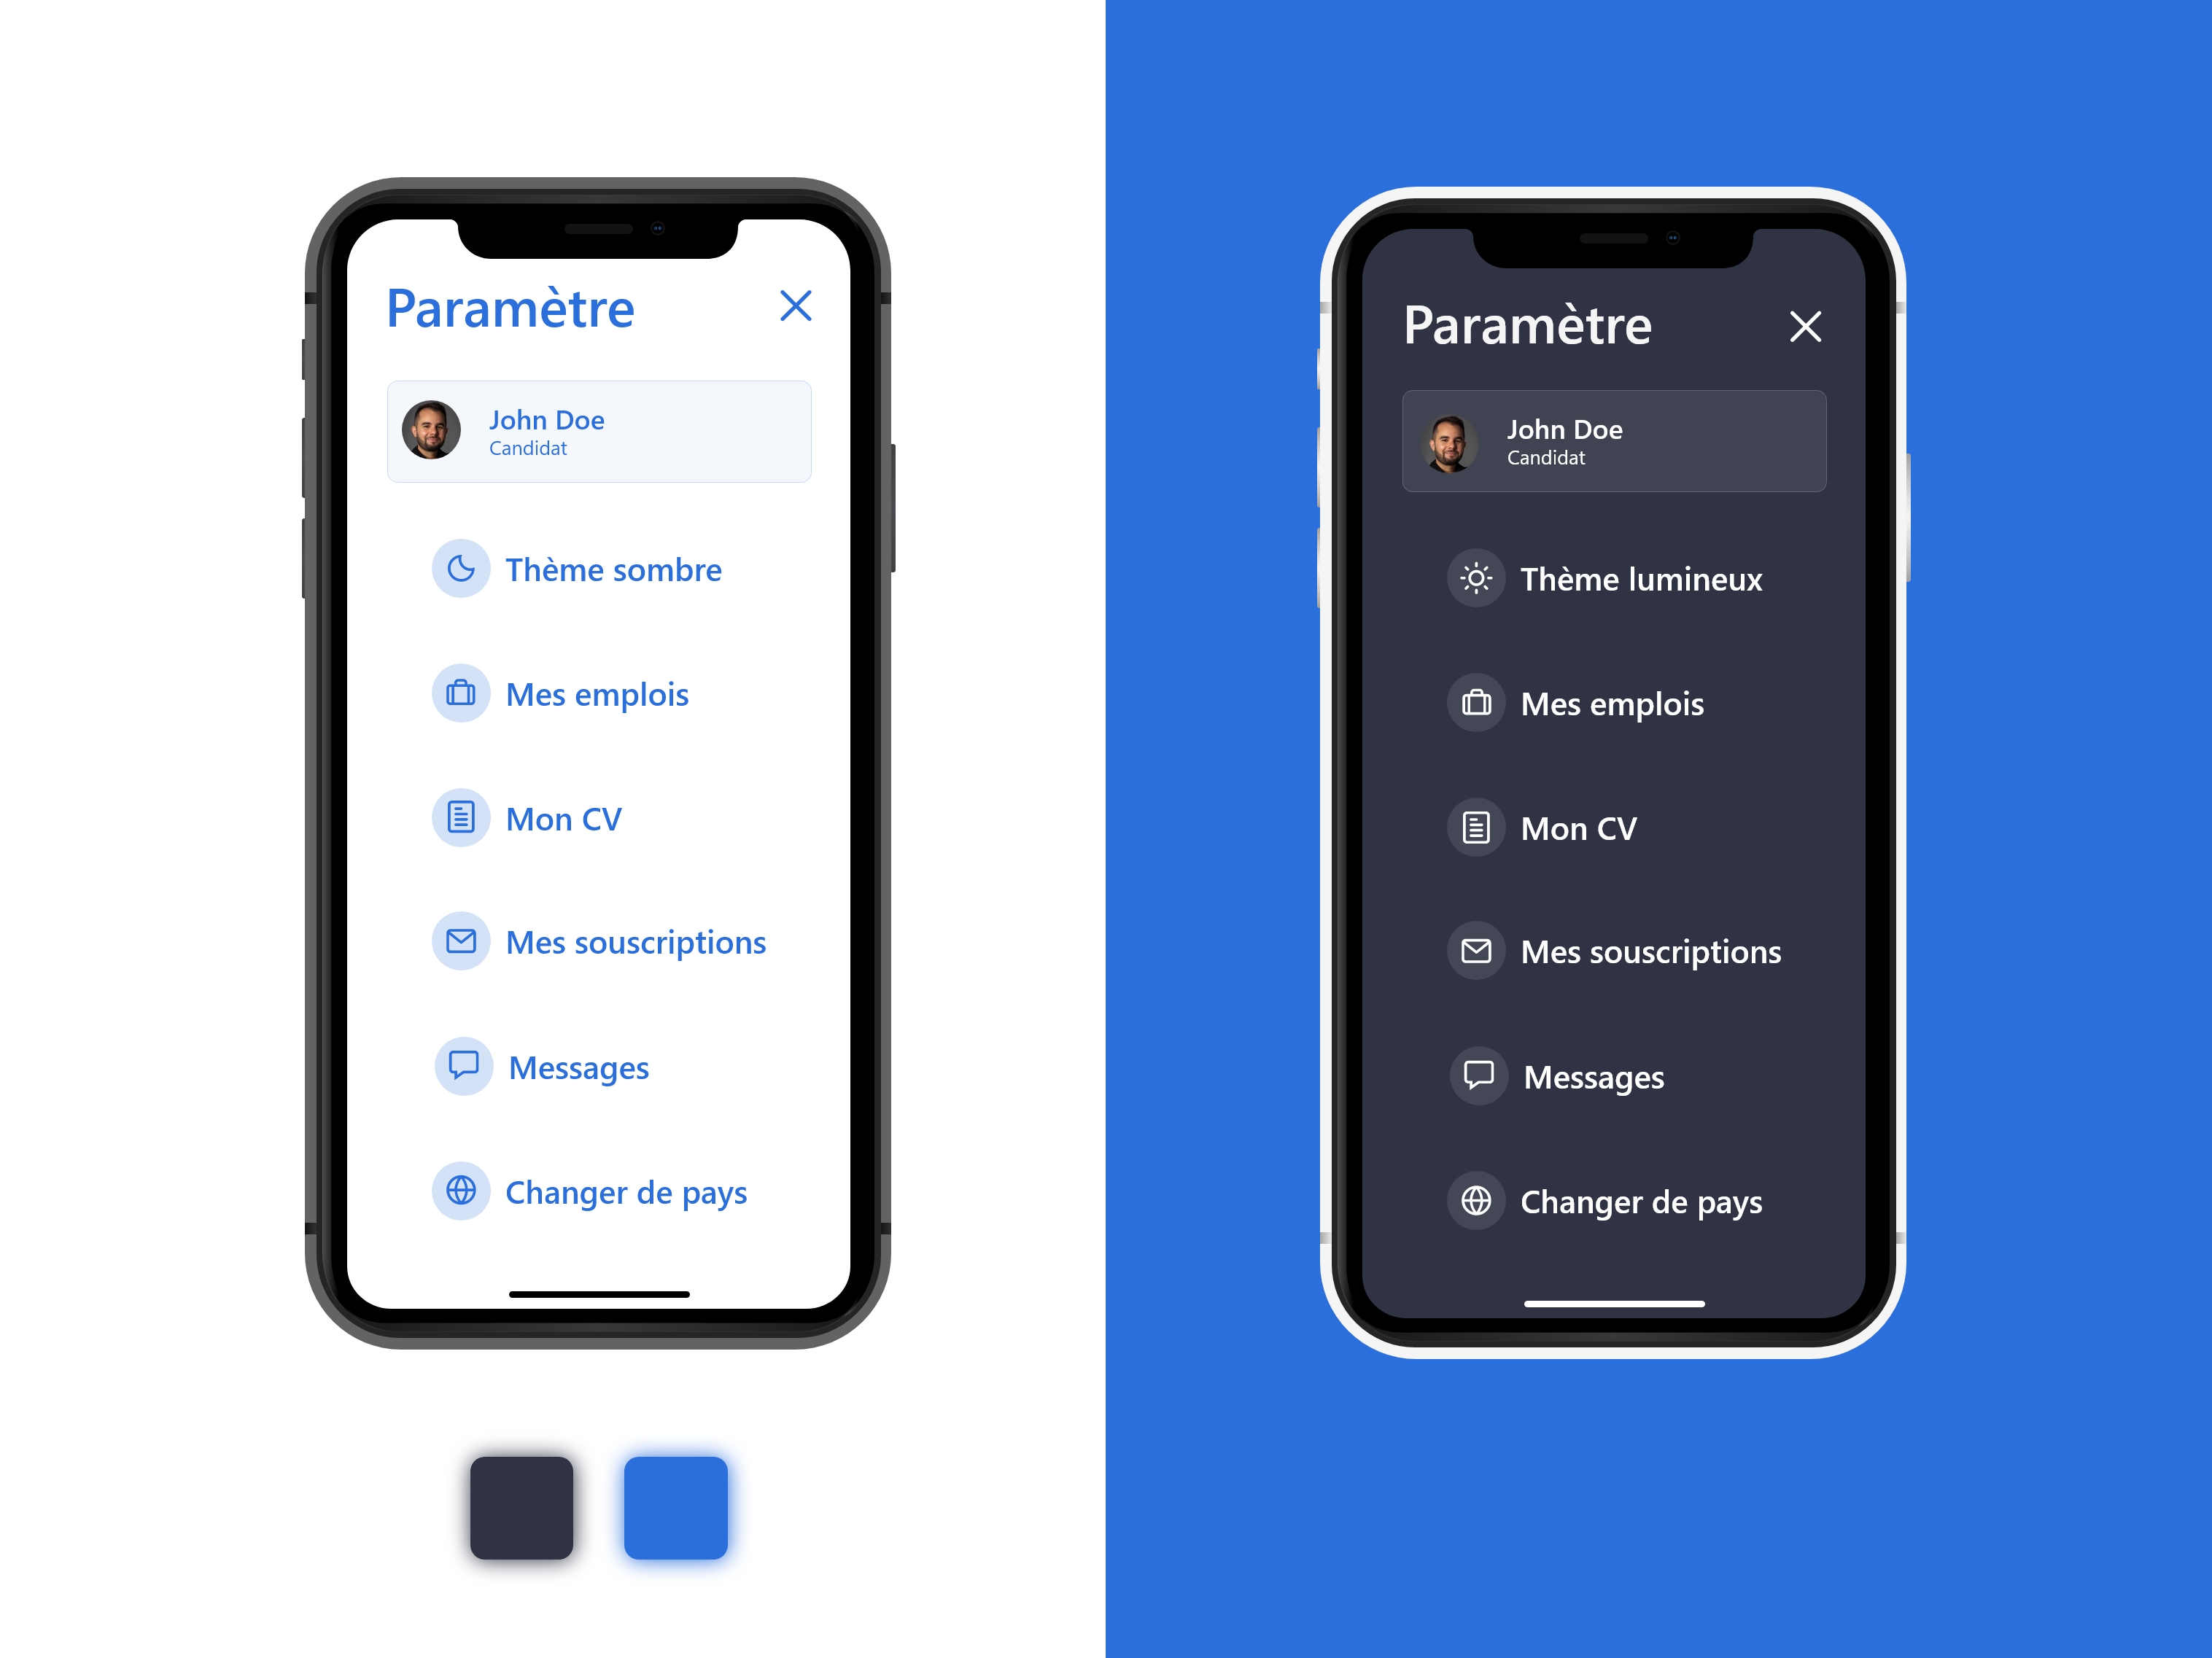 Paramètre
John Doe
Candidat
Thème sombre
Mes emplois
Mon CV
Mes souscriptions
Messages
Changer de pays
Paramètre
John Doe
Candidat
Thème lumineux
Mes emplois
Mon CV
Mes souscriptions
Messages
Changer de pays